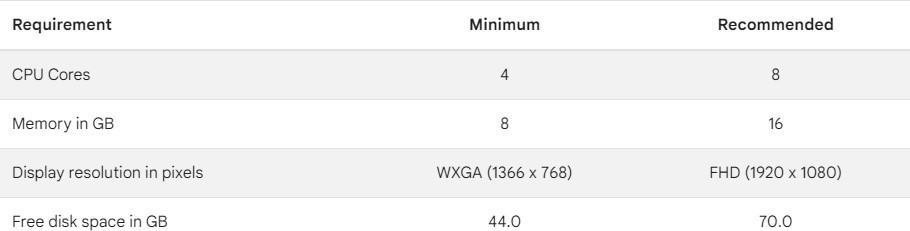 Requirement Minimum Recommended
CPU Cores 4 8
Memory in GB 8 16
Display resolution in pixels WXGA (1366 x 768) FHD (1920 x 1080)
Free disk space in GB 44.0 70.0